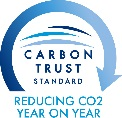 CARBON
TRUST
STANDARD
REDUCING CO2
YEAR ON YEAR